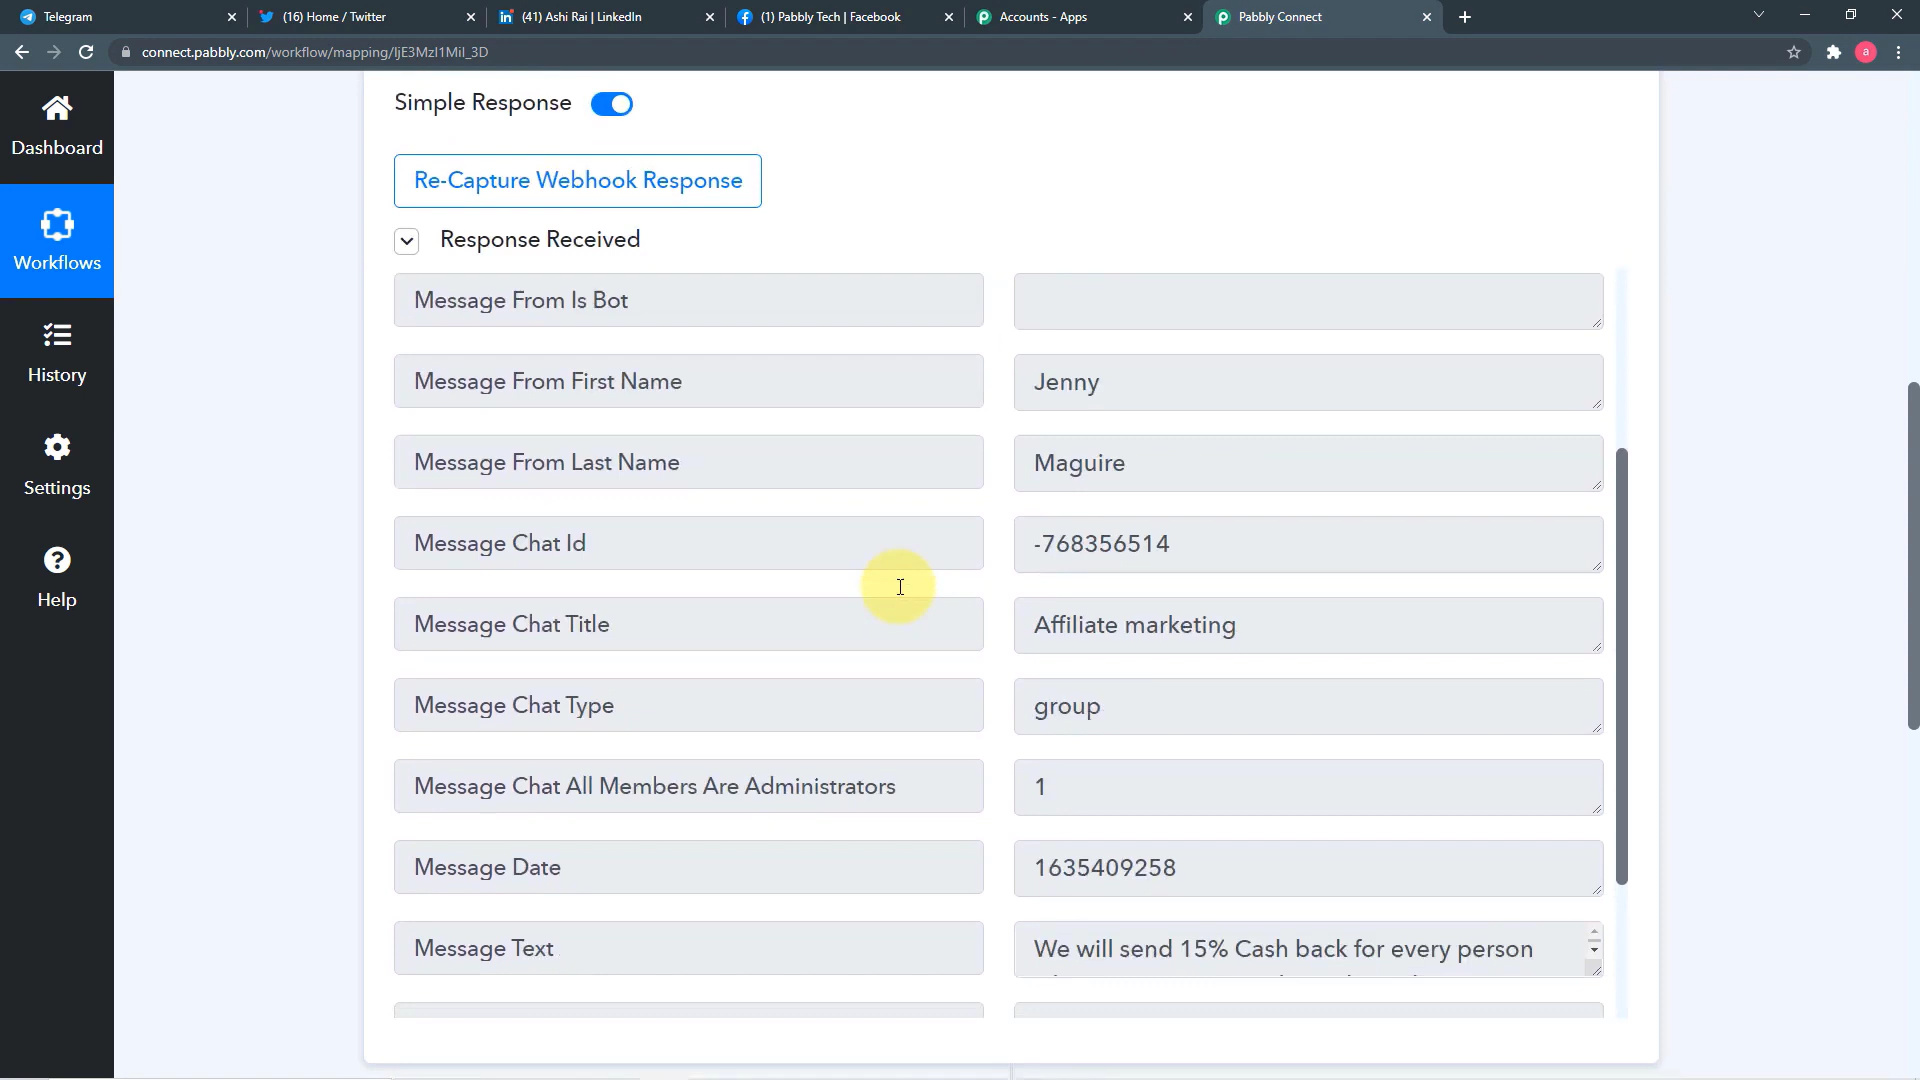 Telegram
(16) Home / Twitter
(41) Ashi Rai | LinkedIn
(1) Pabbly Tech | Facebook
Accounts - Apps
Pabbly Connect
connect.pabbly.com/workflow/mapping/IjE3MzI1MiI_3D
a
Dashboard
Workflows
History
Settings
Help
Simple Response
Re-Capture Webhook Response
Response Received
Message From Is Bot
Message From First Name
Jenny
Message From Last Name
Maguire
Message Chat Id
-768356514
Message Chat Title
Affiliate marketing
Message Chat Type
group
Message Chat All Members Are Administrators
1
Message Date
1635409258
Message Text
We will send 15% Cash back for every person